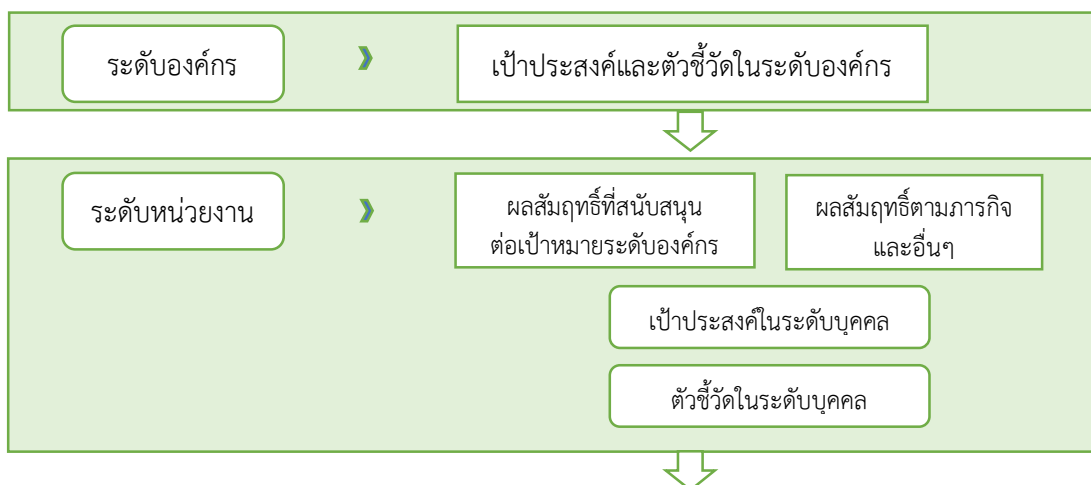 ระดับองค์กร
เป้าประสงค์และตัวชี้วัดในระดับองค์กร
ระดับหน่วยงาน
ผลสัมฤทธิ์ที่สนับสนุน
ต่อเป้าหมายระดับองค์กร
ผลสัมฤทธิ์ตามภารกิจ
และอื่นๆ
เป้าประสงค์ในระดับบุคคล
ตัวชี้วัดในระดับบุคคล